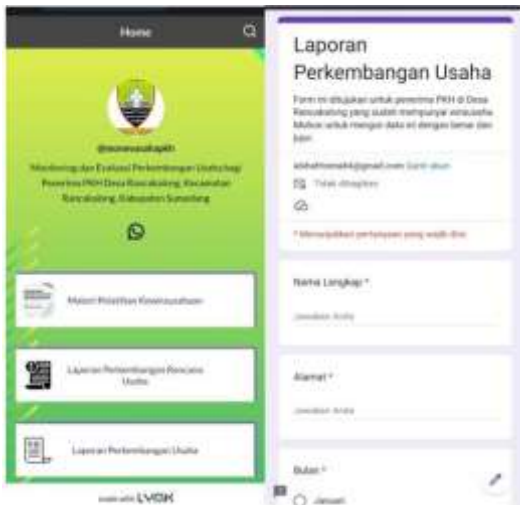 Home
@monevusahapkh
Monitoring dan Evaluasi Perkembangan Usaha bagi
Penerima PKH Desa Rancakalong, Kecamatan
Rancakalong, Kabupaten Sumedang
Materi Pelatihan Kewirausahaan
Laporan Perkembangan Rencana
Usaha
Laporan Perkembangan Usaha
made with LYNK
Laporan
Perkembangan Usaha
Form ini ditujukan untuk penerima PKH di Desa
Rancakalong yang sudah mempunyai wirausaha.
Mohon untuk mengisi data ini dengan benar dan
jujur.
Ganti akun
Tidak dibagikan
* Menunjukkan pertanyaan yang wajib diisi
Nama Lengkap *
Jawaban Anda
Alamat *
Jawaban Anda
Bulan *
Januari